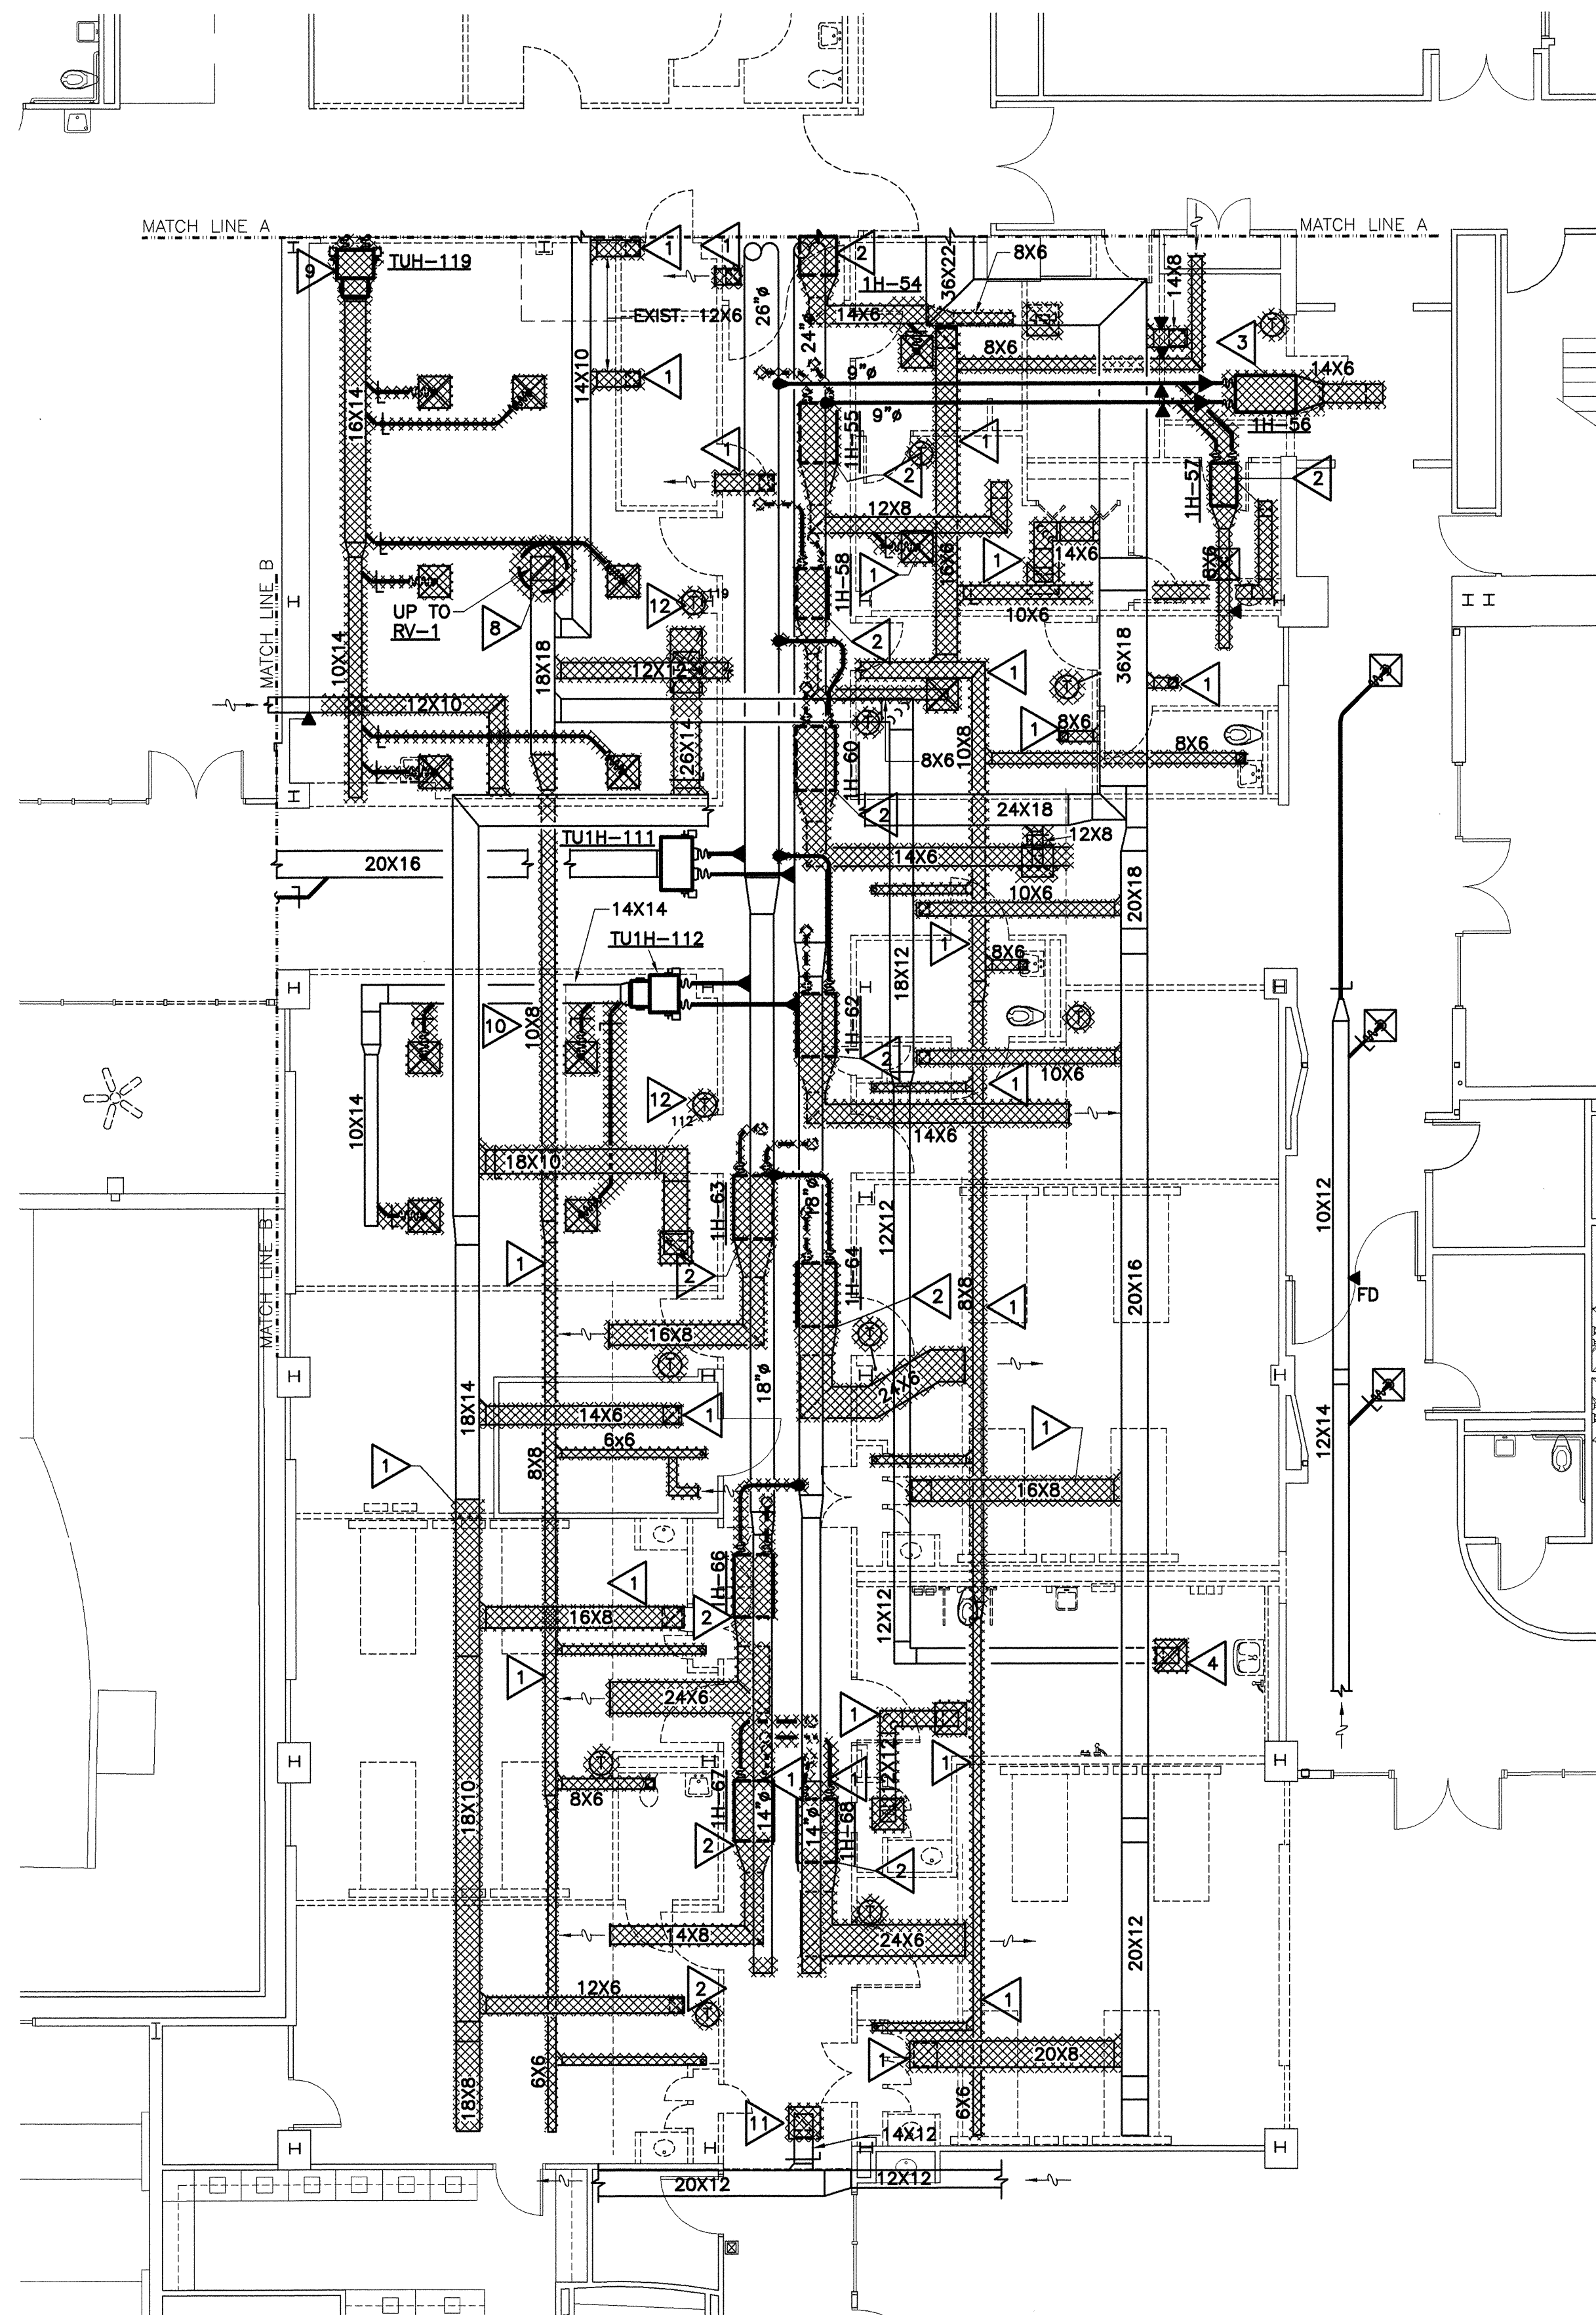 MATCH LINE A
MATCH LINE A
9
TUH-119
1
1
2
1H-54
36X22
8X6
14X8
3
T
EXIST. 12X6
26"ø
24"ø
14X6
8X6
14X10
1
9"ø
14X6
9"ø
1H-56
16X14
1
1H-55
1
2
1H-57
2
12X8
1H-58
1
16X6
1
14X6
8X6
UP TO
RV-1
8
12
T
119
2
10X6
MATCH LINE B
10X14
18X18
12X12
1
T
36X18
1
12X10
26X14
1H-60
T
8X6
10X8
1
8X6
8X6
2
24X18
TU1H-111
20X16
14X6
12X8
10X6
20X18
14X14
TU1H-112
1
8X6
18X12
10
10X8
1H-62
T
2
10X6
12
T
112
1
10X14
14X6
18X10
1H-63
18"ø
12X12
10X12
MATCH LINE B
1
2
1H-64
2
8X8
1
20X16
FD
16X8
T
T
18"ø
24X6
18X14
14X6
1
6x6
8X8
1
12X14
1
16X8
1H-66
1
16X8
2
12X12
4
1
24X6
1
12X12
1
T
8X6
1H-67
14"ø
1
14"ø
1
1H-68
18X10
2
2
T
14X8
24X6
20X12
12X6
2
T
1
1
20X8
18X8
6X6
6X6
11
14X12
20X12
12X12